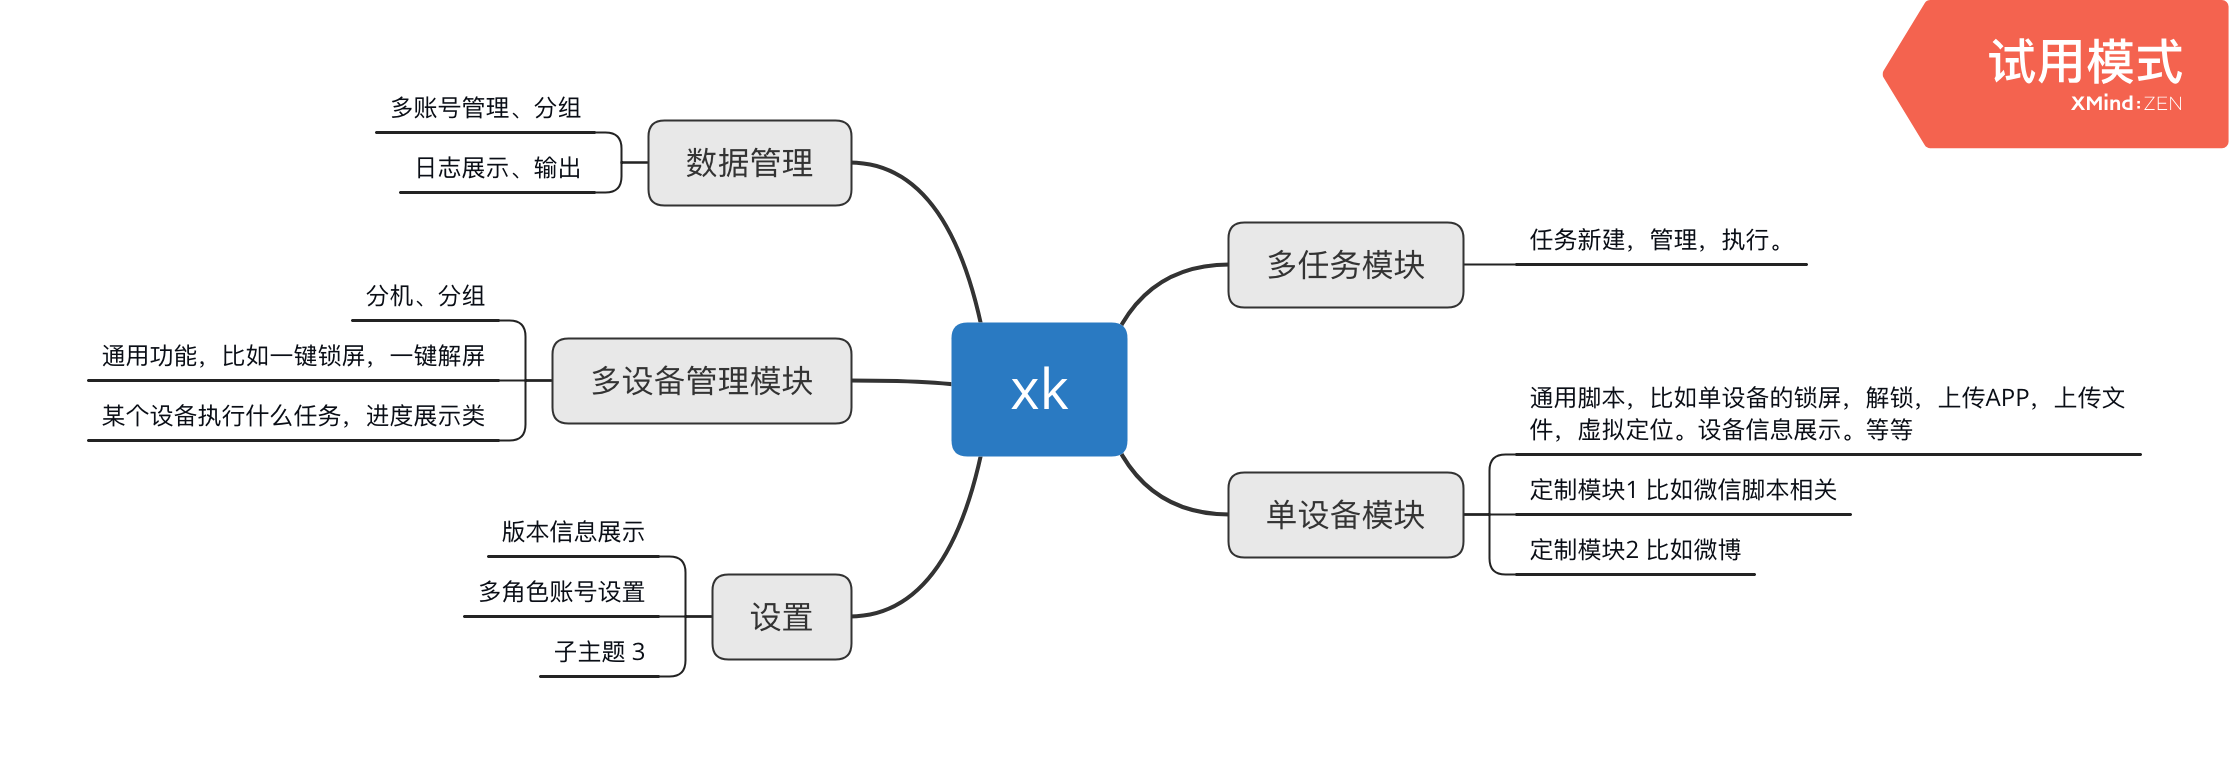 试用模式
XMind:ZEN
xk
多任务模块
任务新建，管理，执行。
单设备模块
通用脚本，比如单设备的锁屏，解锁，上传APP，上传文
件，虚拟定位。设备信息展示。等等
定制模块1 比如微信脚本相关
定制模块2 比如微博
数据管理
多账号管理、分组
日志展示、输出
多设备管理模块
分机、分组
通用功能，比如一键锁屏，一键解屏
某个设备执行什么任务，进度展示类
设置
版本信息展示
多角色账号设置
子主题 3